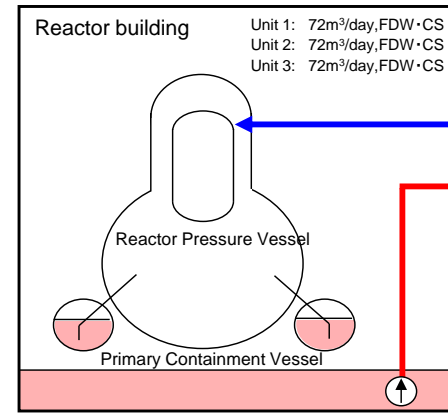 Reactor building
Unit 1: 72m³/day,FDW・CS
Unit 2: 72m³/day,FDW・CS
Unit 3: 72m³/day,FDW・CS
Reactor Pressure Vessel
Primary Containment Vessel